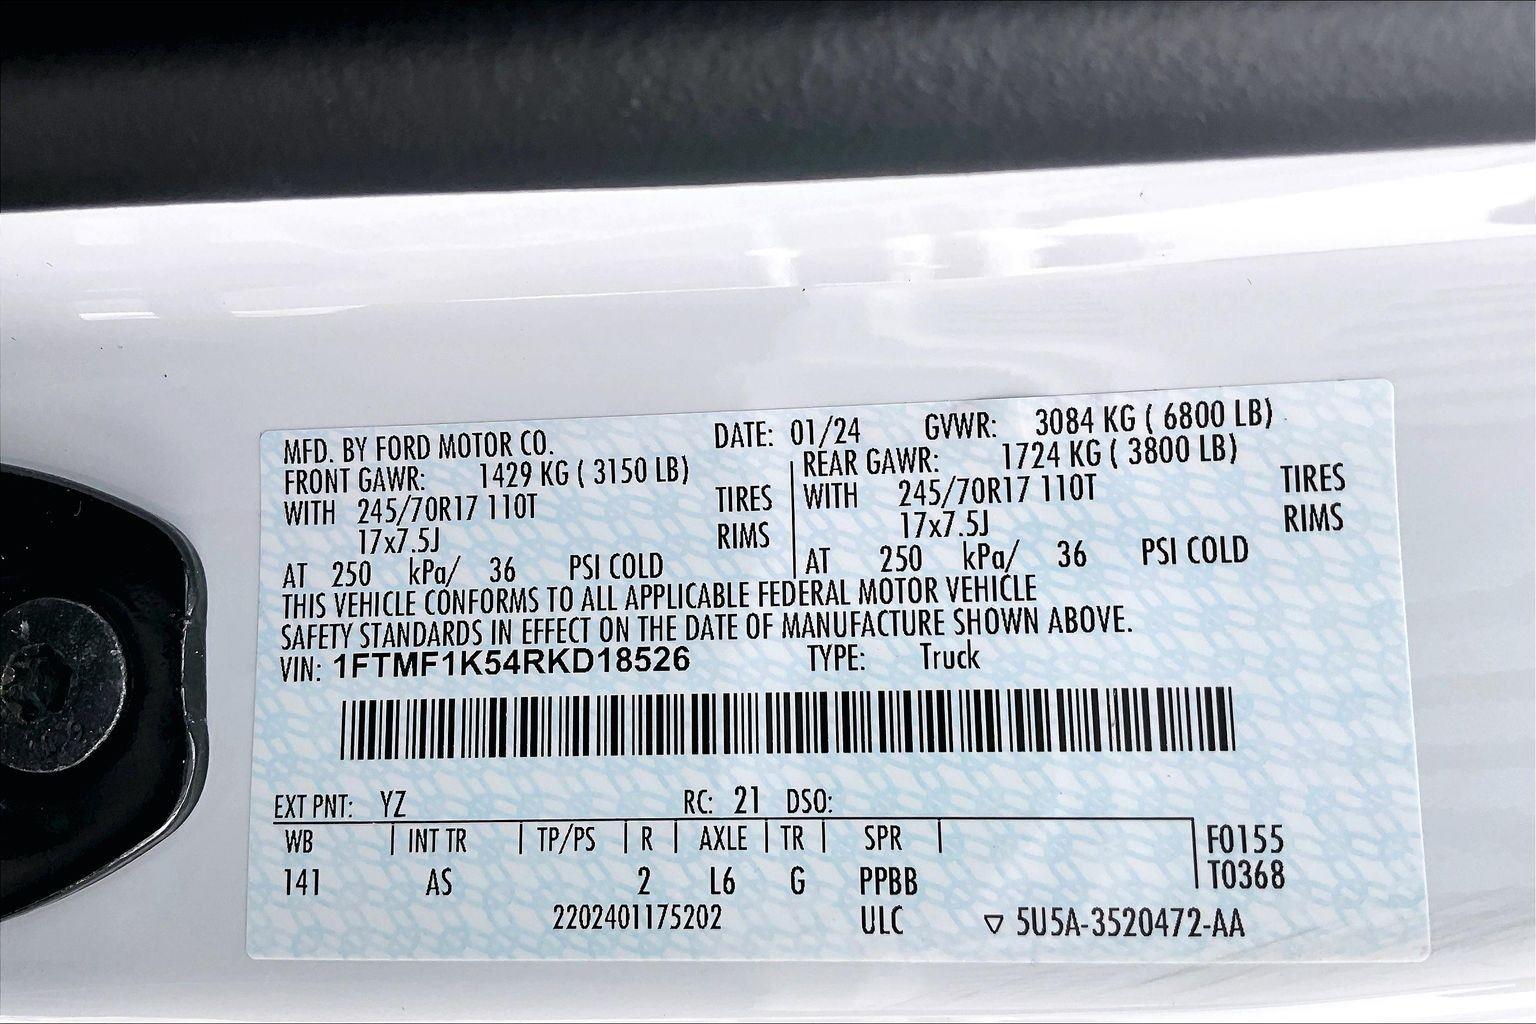 MFD. BY FORD MOTOR CO. DATE: 01/24 GVWR: 3084 KG ( 6800 LB)
FRONT GAWR: 1429 KG ( 3150 LB) REAR GAWR: 1724 KG ( 3800 LB)
WITH 245/70R17 110T TIRES WITH 245/70R17 110T TIRES
17x7.5J RIMS 17x7.5J RIMS
AT 250 kPa/ 36 PSI COLD AT 250 kPa/ 36 PSI COLD
THIS VEHICLE CONFORMS TO ALL APPLICABLE FEDERAL MOTOR VEHICLE
SAFETY STANDARDS IN EFFECT ON THE DATE OF MANUFACTURE SHOWN ABOVE.
VIN: 1FTMF1K54RKD18526 TYPE: Truck
EXT PNT: YZ RC: 21 DSO:
WB INT TR TP/PS R AXLE TR SPR F0155
141 AS 2 L6 G PPBB T0368
2202401175202 ULC ▽ 5U5A-3520472-AA